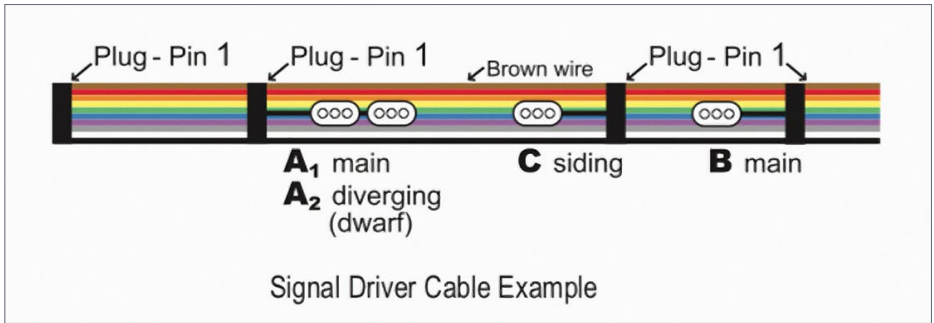 Plug - Pin 1
Plug - Pin 1
Brown wire
Plug - Pin 1
A1 main
A2 diverging
(dwarf)
C siding
B main
Signal Driver Cable Example